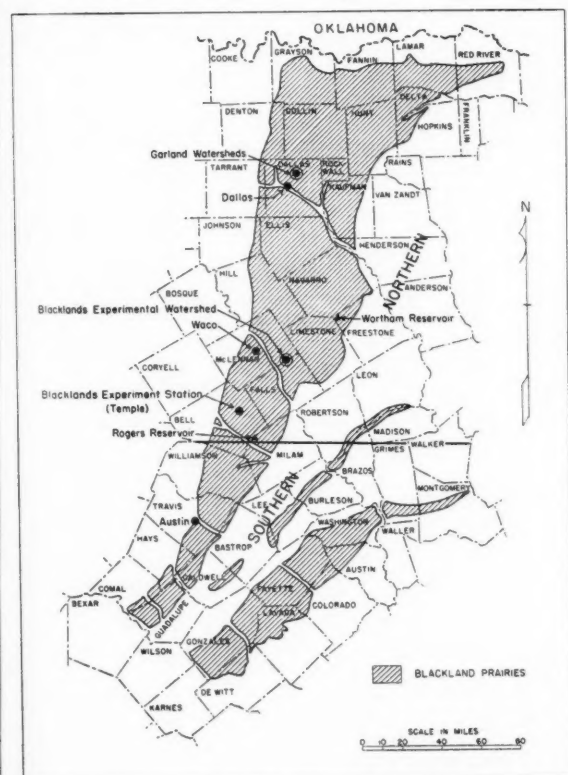 OKLAHOMA
COOKE
GRAYSON
FANNIN
LAMAR
RED RIVER
DENTON
COLLIN
HUNT
DELTA
HOPKINS
FRANKLIN
Garland Watersheds
TARRANT
DALLAS
ROCK-
WALL
RAINS
Dallas
KAUFMAN
VAN ZANDT
N
JOHNSON
ELLIS
HENDERSON
HILL
NAVARRO
NORTHERN
ANDERSON
BOSQUE
Blacklands Experimental Watershed
Wortham Reservoir
LIMESTONE
FREESTONE
Waco
McLENNAN
CORYELL
FALLS
LEON
Blacklands Experiment Station
(Temple)
BELL
ROBERTSON
MADISON
Rogers Reservoir
GRIMES
WALKER
WILLIAMSON
MILAM
BRAZOS
MONTGOMERY
TRAVIS
LEE
BURLESON
SOUTHERN
WASHINGTON
Austin
WALLER
HAYS
BASTROP
AUSTIN
COMAL
CALDWELL
FAYETTE
BEXAR
GUADALUPE
LAVACA
COLORADO
WILSON
GONZALES
BLACKLAND PRAIRIES
DE WITT
KARNES
SCALE IN MILES
0 10 20 40 60 80